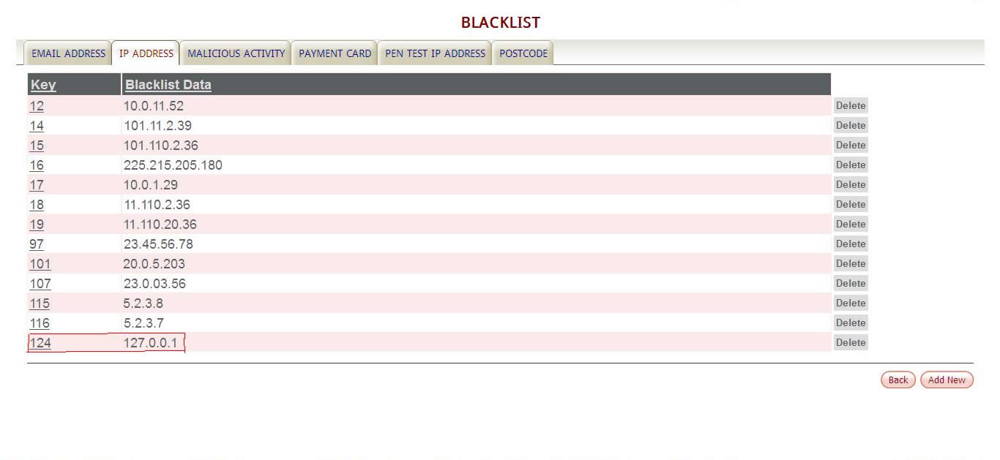 BLACKLIST
EMAIL ADDRESS IP ADDRESS MALICIOUS ACTIVITY PAYMENT CARD PEN TEST IP ADDRESS POSTCODE
Key Blacklist Data
12 10.0.11.52 Delete
14 101.11.2.39 Delete
15 101.110.2.36 Delete
16 225.215.205.180 Delete
17 10.0.1.29 Delete
18 11.110.2.36 Delete
19 11.110.20.36 Delete
97 23.45.56.78 Delete
101 20.0.5.203 Delete
107 23.0.03.56 Delete
115 5.2.3.8 Delete
116 5.2.3.7 Delete
124 127.0.0.1 Delete
Back Add New